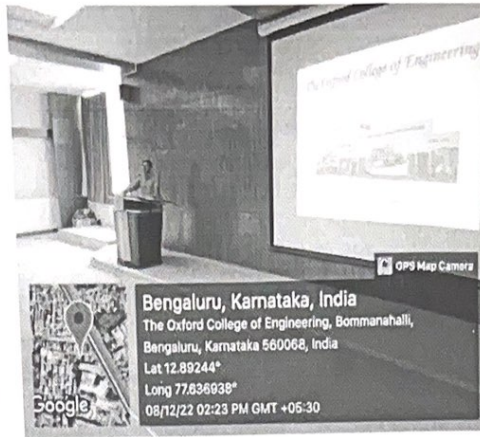 The Oxford College of Engineering
GPS Map Camera
Bengaluru, Karnataka, India
The Oxford College of Engineering, Bommanahalli,
Bengaluru, Karnataka 560068, India
Lat 12.89244°
Long 77.636938°
08/12/22 02:23 PM GMT +05:30
Google